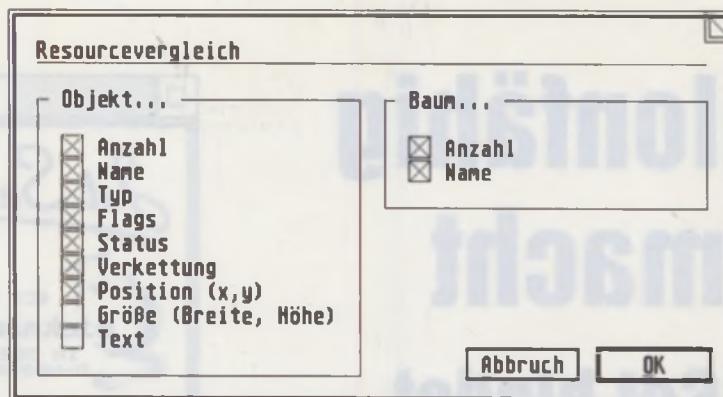 Resourcevergleich
Objekt...
Anzahl
Name
Typ
Flags
Status
Verkettung
Position (x,y)
Größe (Breite, Höhe)
Text
Baum...
Anzahl
Name
Abbruch
OK